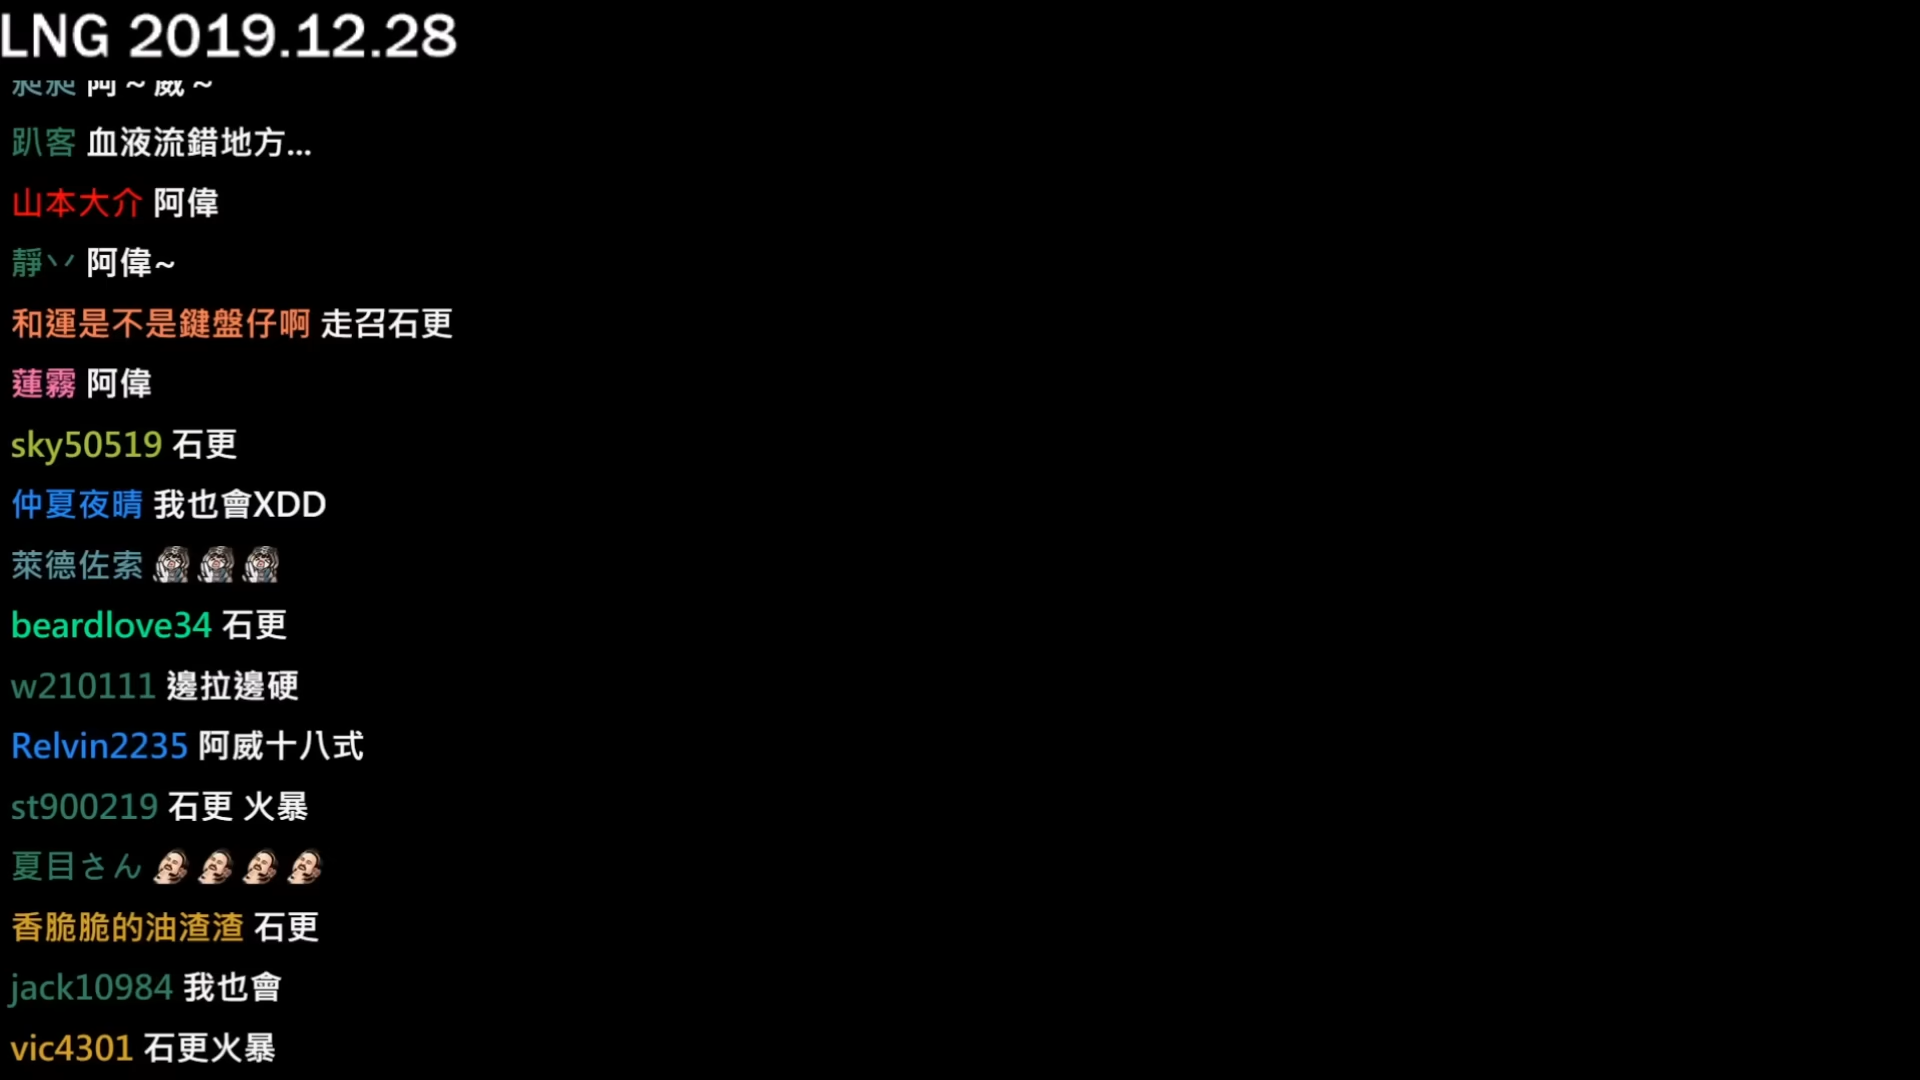 LNG 2019.12.28
阿～威～
趴客 血液流錯地方...
山本大介 阿偉
靜丷 阿偉~
和運是不是鍵盤仔啊 走召石更
蓮霧 阿偉
sky50519 石更
仲夏夜晴 我也會XDD
萊德佐索
beardlove34 石更
w210111 邊拉邊硬
Relvin2235 阿威十八式
st900219 石更 火暴
夏目さん
香脆脆的油渣渣 石更
jack10984 我也會
vic4301 石更火暴